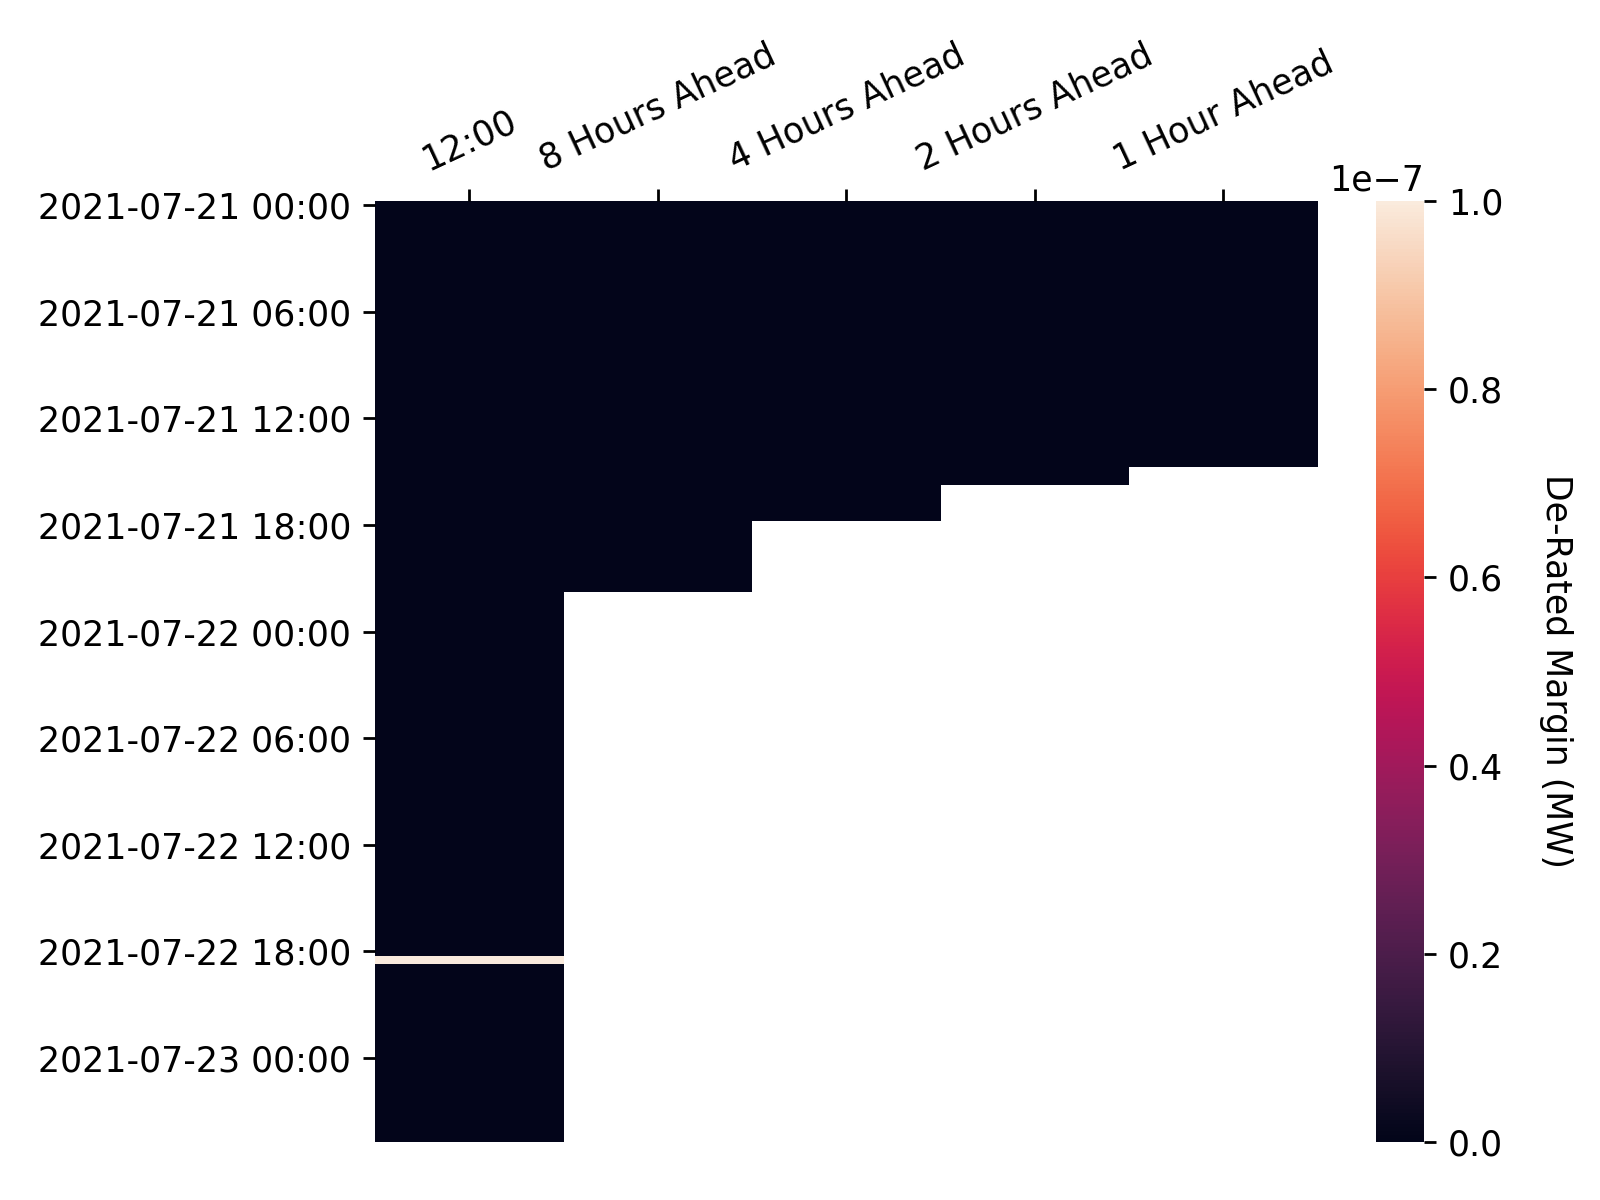 12:00
8 Hours Ahead
4 Hours Ahead
2 Hours Ahead
1 Hour Ahead
2021-07-21 00:00
2021-07-21 06:00
2021-07-21 12:00
2021-07-21 18:00
2021-07-22 00:00
2021-07-22 06:00
2021-07-22 12:00
2021-07-22 18:00
2021-07-23 00:00
1e−7
1.0
0.8
0.6
0.4
0.2
0.0
De-Rated Margin (MW)